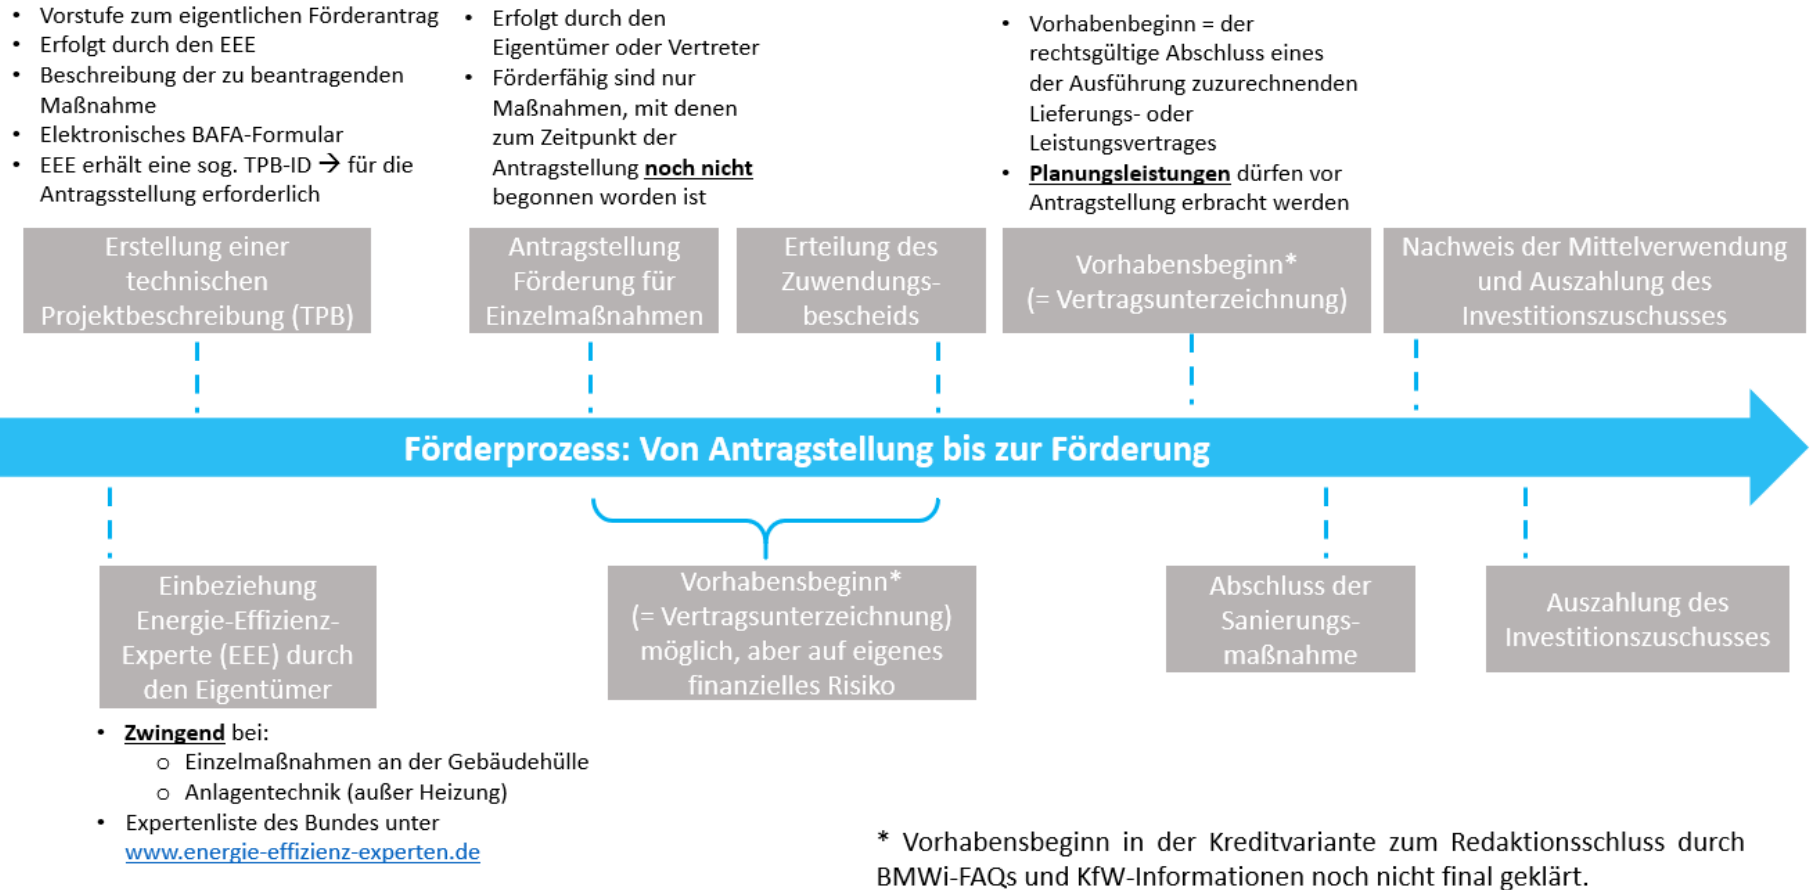 • Vorstufe zum eigentlichen Förderantrag
• Erfolgt durch den EEE
• Beschreibung der zu beantragenden
Maßnahme
• Elektronisches BAFA-Formular
• EEE erhält eine sog. TPB-ID → für die
Antragsstellung erforderlich
• Erfolgt durch den
Eigentümer oder Vertreter
• Förderfähig sind nur
Maßnahmen, mit denen
zum Zeitpunkt der
Antragstellung noch nicht
begonnen worden ist
• Vorhabenbeginn = der
rechtsgültige Abschluss eines
der Ausführung zuzurechnenden
Lieferungs- oder
Leistungsvertrages
• Planungsleistungen dürfen vor
Antragstellung erbracht werden
Erstellung einer
technischen
Projektbeschreibung (TPB)
Antragstellung
Förderung für
Einzelmaßnahmen
Erteilung des
Zuwendungs-
bescheids
Vorhabensbeginn*
(= Vertragsunterzeichnung)
Nachweis der Mittelverwendung
und Auszahlung des
Investitionszuschusses
Förderprozess: Von Antragstellung bis zur Förderung
Einbeziehung
Energie-Effizienz-
Experte (EEE) durch
den Eigentümer
Vorhabensbeginn*
(= Vertragsunterzeichnung)
möglich, aber auf eigenes
finanzielles Risiko
Abschluss der
Sanierungs-
maßnahme
Auszahlung des
Investitionszuschusses
• Zwingend bei:
o Einzelmaßnahmen an der Gebäudehülle
o Anlagentechnik (außer Heizung)
• Expertenliste des Bundes unter
www.energie-effizienz-experten.de
* Vorhabensbeginn in der Kreditvariante zum Redaktionsschluss durch
BMWi-FAQs und KfW-Informationen noch nicht final geklärt.